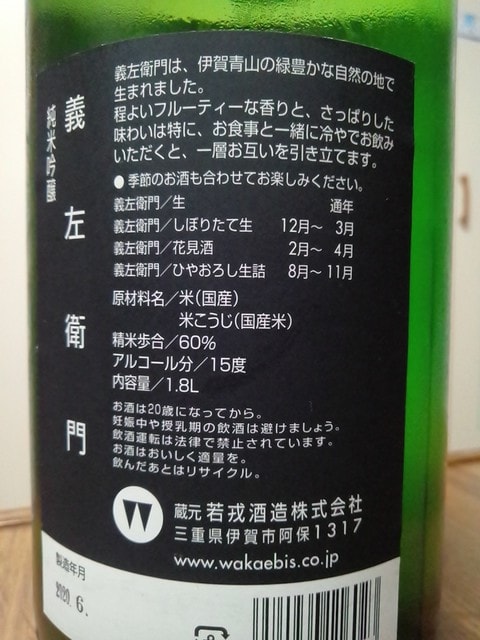 義左衛門
純米吟醸
義左衛門は、伊賀青山の緑豊かな自然の地で
生まれました。
程よいフルーティーな香りと、さっぱりした
味わいは特に、お食事と一緒に冷やでお飲み
いただくと、一層お互いを引き立てます。
● 季節のお酒も合わせてお楽しみください。
義左衛門／生 通年
義左衛門／しぼりたて生 12月～ 3月
義左衛門／花見酒 2月～ 4月
義左衛門／ひやおろし生詰 8月～11月
原材料名／米（国産）
米こうじ（国産米）
精米歩合／60%
アルコール分／15度
内容量／1.8L
お酒は20歳になってから。
妊娠中や授乳期の飲酒は避けましょう。
飲酒運転は法律で禁止されています。
お酒はおいしく適量を。
飲んだあとはリサイクル。
W
蔵元 若戎酒造株式会社
三重県伊賀市阿保1317
www.wakaebis.co.jp
製造年月
2020. 6.